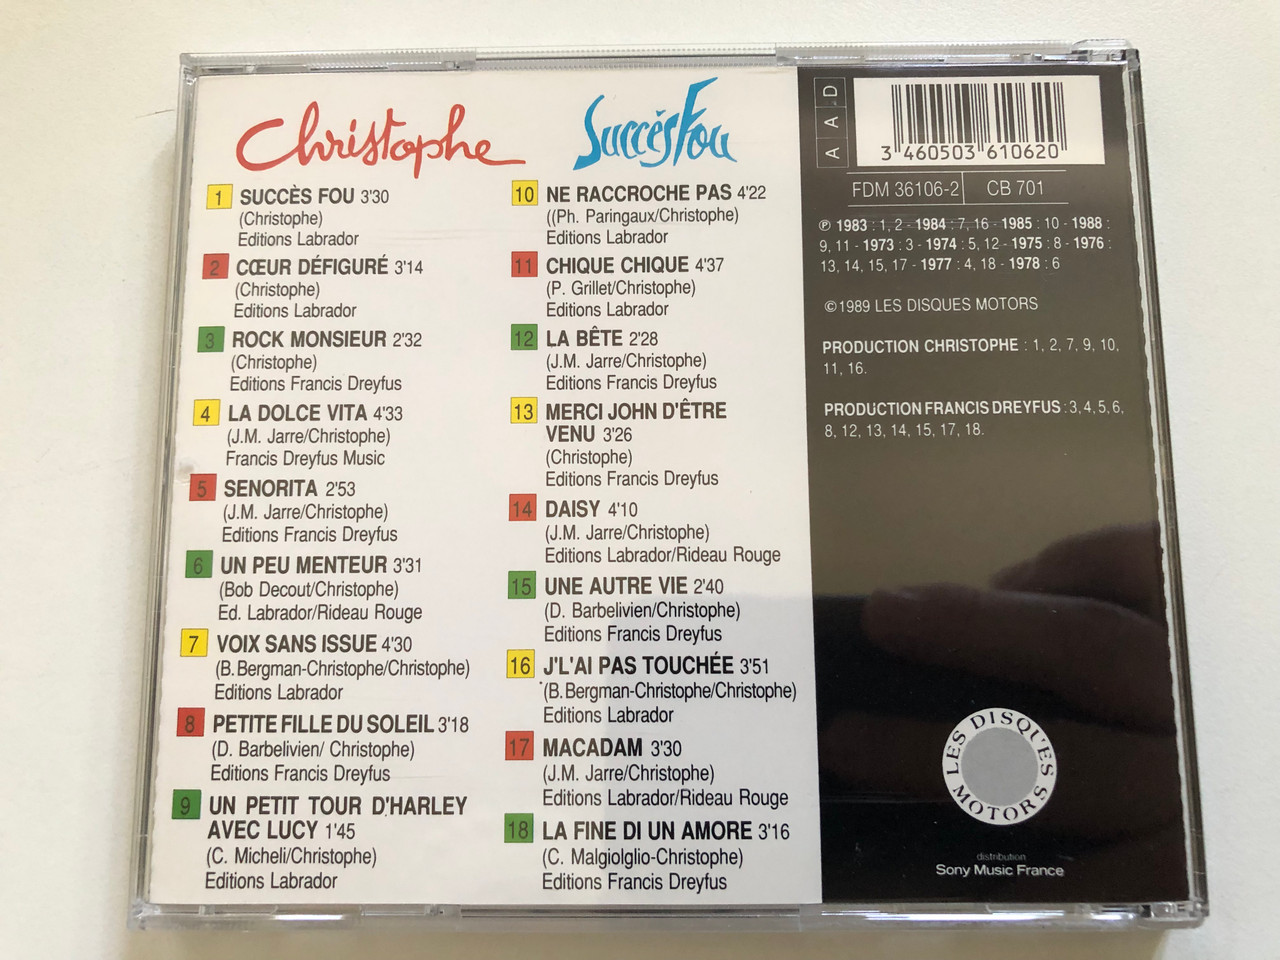 Christophe
Succès Fou
1 SUCCÈS FOU 3'30
(Christophe)
Editions Labrador
2 CŒUR DÉFIGURÉ 3'14
(Christophe)
Editions Labrador
3 ROCK MONSIEUR 2'32
(Christophe)
Editions Francis Dreyfus
4 LA DOLCE VITA 4'33
(J.M. Jarre/Christophe)
Francis Dreyfus Music
5 SENORITA 2'53
(J.M. Jarre/Christophe)
Editions Francis Dreyfus
6 UN PEU MENTEUR 3'31
(Bob Decout/Christophe)
Ed. Labrador/Rideau Rouge
7 VOIX SANS ISSUE 4'30
(B.Bergman-Christophe/Christophe)
Editions Labrador
8 PETITE FILLE DU SOLEIL 3'18
(D. Barbelivien/ Christophe)
Editions Francis Dreyfus
9 UN PETIT TOUR D'HARLEY
AVEC LUCY 1'45
(C. Micheli/Christophe)
Editions Labrador
10 NE RACCROCHE PAS 4'22
((Ph. Paringaux/Christophe)
Editions Labrador
11 CHIQUE CHIQUE 4'37
(P. Grillet/Christophe)
Editions Labrador
12 LA BÊTE 2'28
(J.M. Jarre/Christophe)
Editions Francis Dreyfus
13 MERCI JOHN D'ÊTRE
VENU 3'26
(Christophe)
Editions Francis Dreyfus
14 DAISY 4'10
(J.M. Jarre/Christophe)
Editions Labrador/Rideau Rouge
15 UNE AUTRE VIE 2'40
(D. Barbelivien/Christophe)
Editions Francis Dreyfus
16 J'L'AI PAS TOUCHÉE 3'51
(B.Bergman-Christophe/Christophe)
Editions Labrador
17 MACADAM 3'30
(J.M. Jarre/Christophe)
Editions Labrador/Rideau Rouge
18 LA FINE DI UN AMORE 3'16
(C. Malgiolglio-Christophe)
Editions Francis Dreyfus
A A D
3 460503 610620
FDM 36106-2 CB 701
℗ 1983 : 1, 2 - 1984 : 7, 16 - 1985 : 10 - 1988 :
9, 11 - 1973 : 3 - 1974 : 5, 12 - 1975 : 8 - 1976 :
13, 14, 15, 17 - 1977 : 4, 18 - 1978 : 6
©1989 LES DISQUES MOTORS
PRODUCTION CHRISTOPHE : 1, 2, 7, 9, 10,
11, 16.
PRODUCTION FRANCIS DREYFUS : 3, 4, 5, 6,
8, 12, 13, 14, 15, 17, 18.
LES DISQUES MOTORS
distribution
Sony Music France